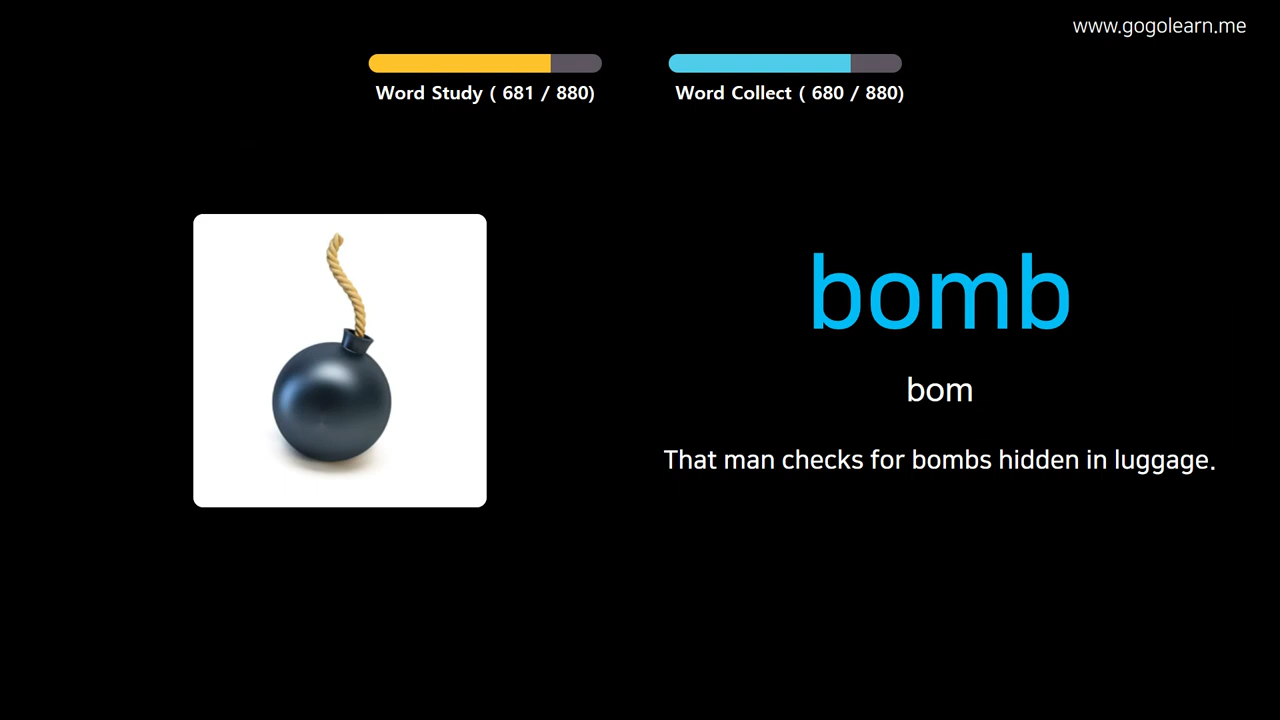 www.gogolearn.me
Word Study ( 681 / 880)
Word Collect ( 680 / 880)
bomb
bom
That man checks for bombs hidden in luggage.